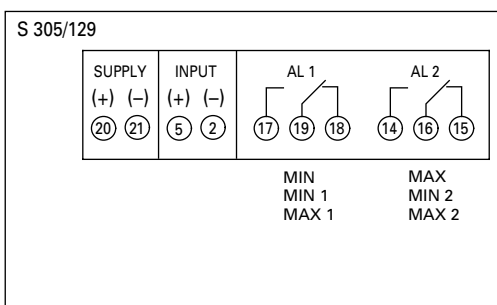 S 305/129
SUPPLY INPUT AL 1 AL 2
(+) (–) (+) (–)
20 21 5 2 17 19 18 14 16 15
MIN MAX
MIN 1 MIN 2
MAX 1 MAX 2